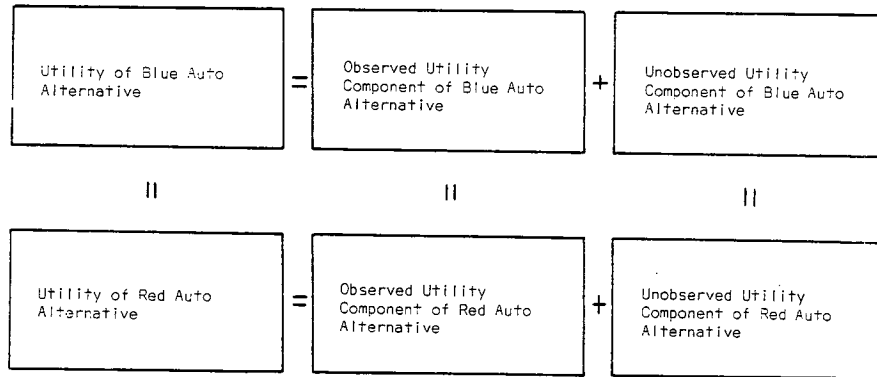 Utility of Blue Auto
Alternative
=
Observed Utility
Component of Blue Auto
Alternative
+
Unobserved Utility
Component of Blue Auto
Alternative
=
=
=
Utility of Red Auto
Alternative
=
Observed Utility
Component of Red Auto
Alternative
+
Unobserved Utility
Component of Red Auto
Alternative